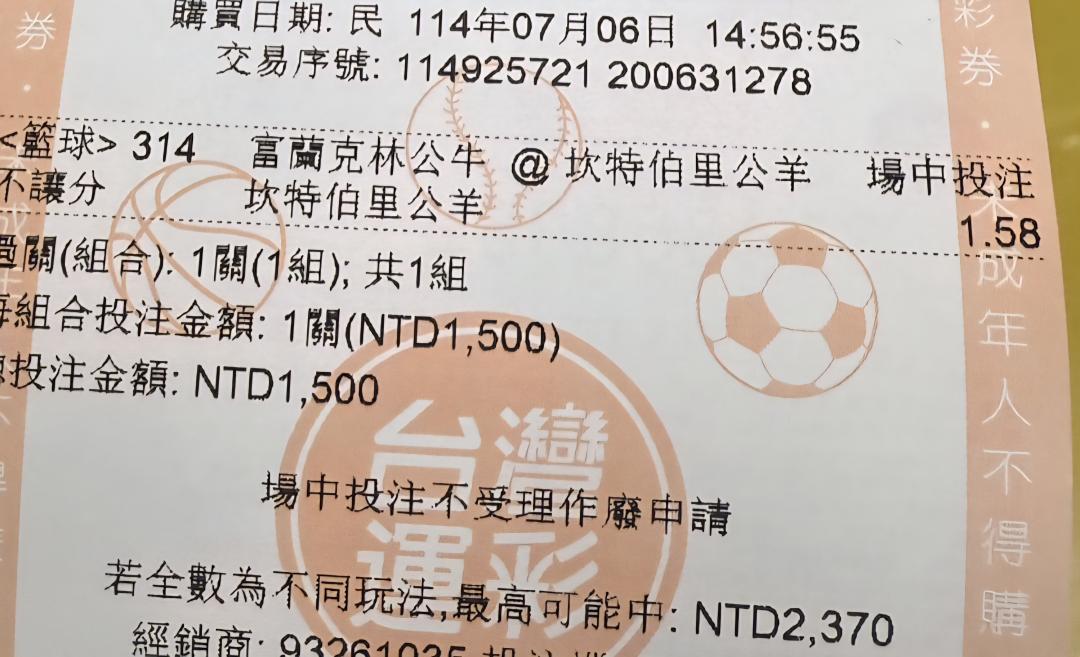 購買日期: 民 114年07月06日 14:56:55
交易序號: 114925721 200631278
<籃球> 314 富蘭克林公牛 @ 坎特伯里公羊 場中投注
不讓分 坎特伯里公羊 1.58
過關(組合): 1關(1組); 共1組
每組合投注金額: 1關(NTD1,500)
總投注金額: NTD1,500
場中投注不受理作廢申請
若全數為不同玩法,最高可能中: NTD2,370
經銷商: 93261035
台灣
運彩
券
彩券・未成年人不得購